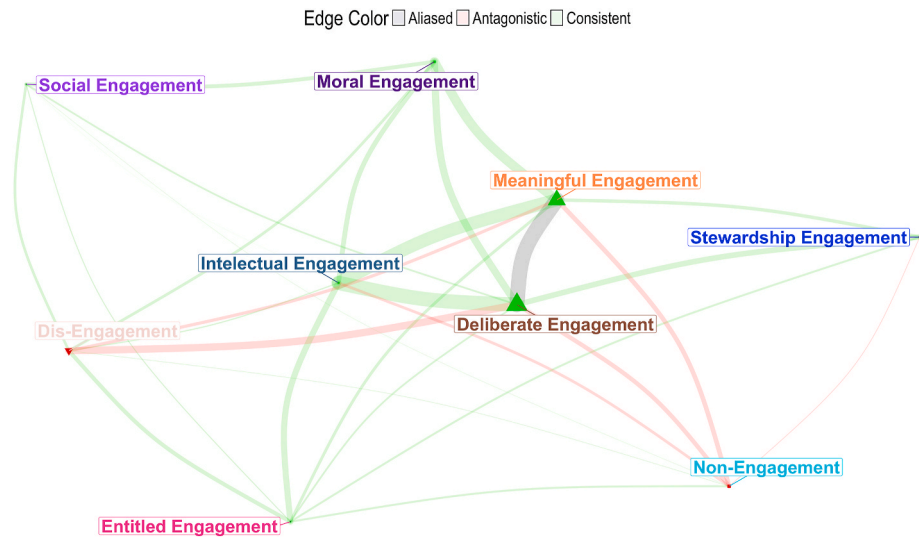 Edge Color Aliased Antagonistic Consistent
Social Engagement
Moral Engagement
Meaningful Engagement
Stewardship Engagement
Intelectual Engagement
Deliberate Engagement
Dis-Engagement
Non-Engagement
Entitled Engagement